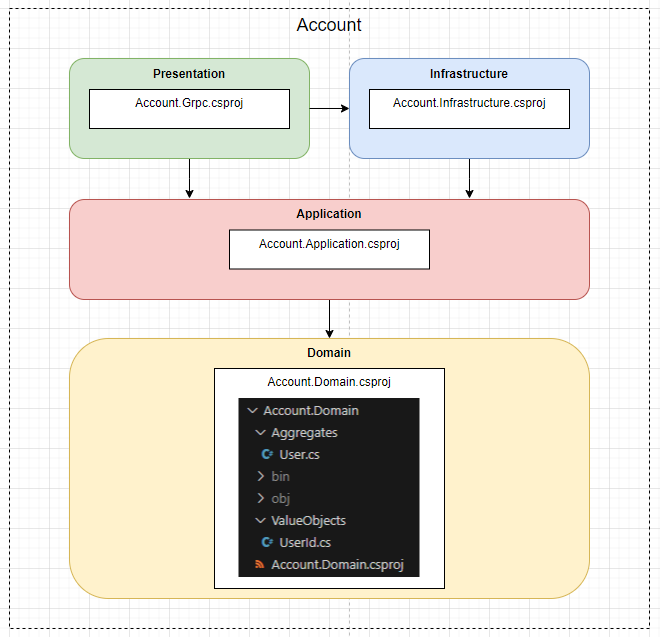 Account
Presentation
Account.Grpc.csproj
Infrastructure
Account.Infrastructure.csproj
Application
Account.Application.csproj
Domain
Account.Domain.csproj
Account.Domain
Aggregates
C# User.cs
bin
obj
ValueObjects
C# UserId.cs
Account.Domain.csproj